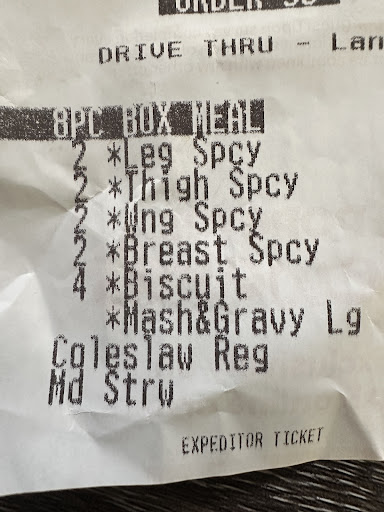 DRIVE THRU -
8PC BOX MEAL
2 *Leg Spcy
2 *Thigh Spcy
2 *Wng Spcy
2 *Breast Spcy
4 *Biscuit
*Mash&Gravy Lg
Coleslaw Reg
Md Strw
EXPEDITOR TICKET